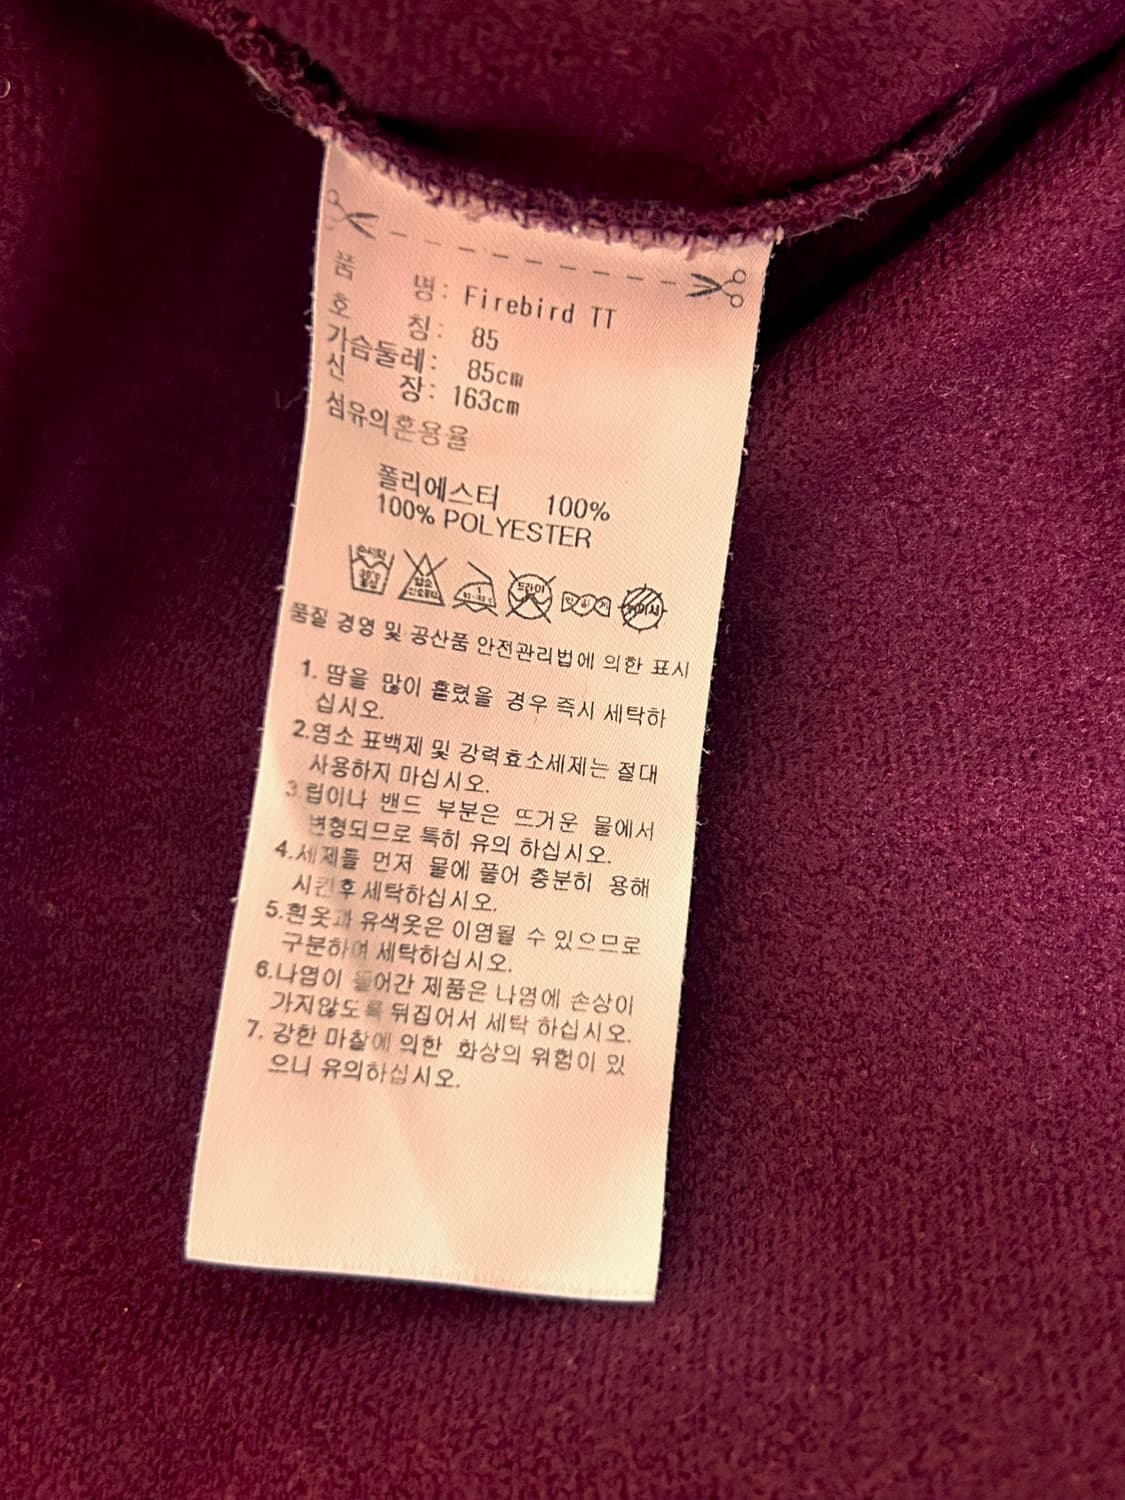 품 명: Firebird TT
호 칭: 85
가슴둘레: 85cm
신 장: 163cm
섬유의혼용율
폴리에스터 100%
100% POLYESTER
드라이
품질 경영 및 공산품 안전관리법에 의한 표시
1. 땀을 많이 흘렸을 경우 즉시 세탁하
십시오.
2.염소 표백제 및 강력효소세제는 절대
사용하지 마십시오.
3.립이나 밴드 부분은 뜨거운 물에서
변형되므로 특히 유의 하십시오.
4.세제를 먼저 물에 풀어 충분히 용해
시킨후 세탁하십시오.
5.흰옷과 유색옷은 이염될 수 있으므로
구분하여 세탁하십시오.
6.나염이 들어간 제품은 나염에 손상이
가지않도록 뒤집어서 세탁 하십시오.
7. 강한 마찰에 의한 화상의 위험이 있
으니 유의하십시오.